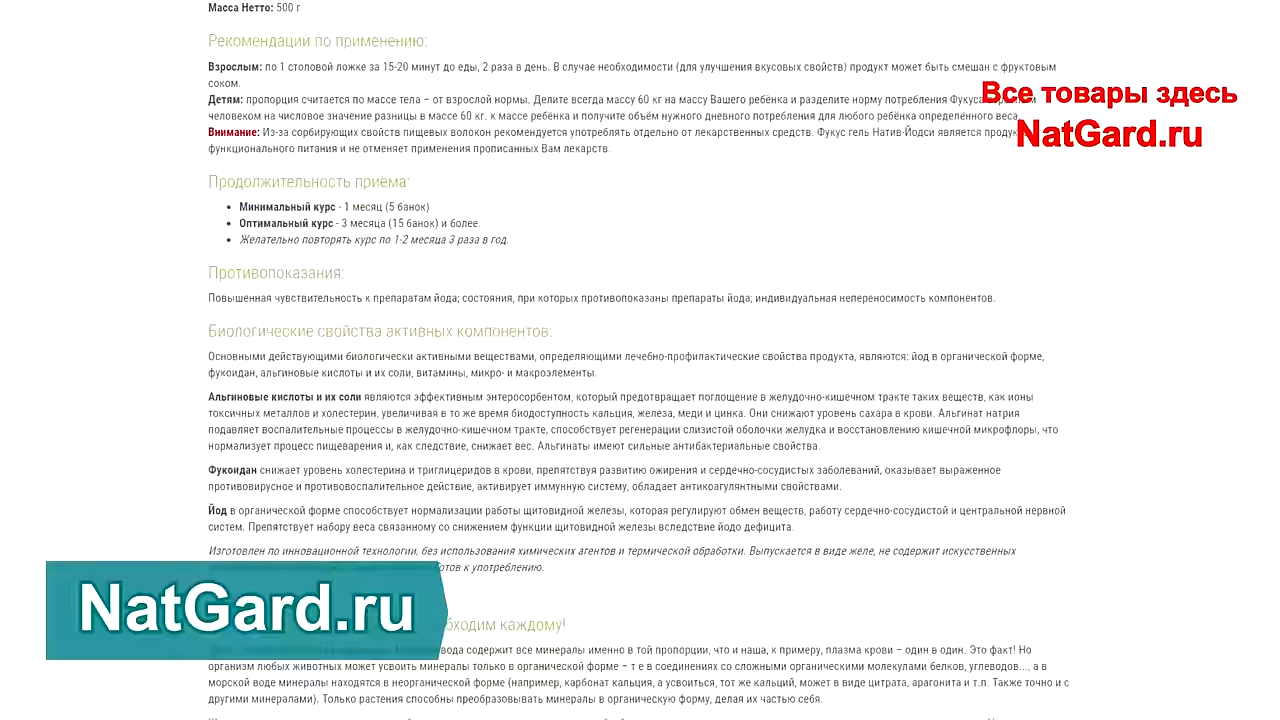 Масса Нетто: 500 г
Рекомендации по применению:
Взрослым: по 1 столовой ложке за 15-20 минут до еды, 2 раза в день. В случае необходимости (для улучшения вкусовых свойств) продукт может быть смешан с фруктовым
соком.
Детям: пропорция считается по массе тела – от взрослой нормы. Делите всегда массу 60 кг на массу Вашего ребёнка и разделите норму потребления Фукуса
человеком на числовое значение разницы в массе 60 кг. к массе ребёнка и получите объём нужного дневного потребления для любого ребёнка определённого веса.
Внимание: Из-за сорбирующих свойств пищевых волокон рекомендуется употреблять отдельно от лекарственных средств. Фукус гель Натив-Йодси является
функционального питания и не отменяет применения прописанных Вам лекарств.
Все товары здесь
NatGard.ru
Продолжительность приёма:
Минимальный курс - 1 месяц (5 банок)
Оптимальный курс - 3 месяца (15 банок) и более.
Желательно повторять курс по 1-2 месяца 3 раза в год.
Противопоказания:
Повышенная чувствительность к препаратам йода; состояния, при которых противопоказаны препараты йода; индивидуальная непереносимость компонентов.
Биологические свойства активных компонентов:
Основными действующими биологически активными веществами, определяющими лечебно-профилактические свойства продукта, являются: йод в органической форме,
фукоидан, альгиновые кислоты и их соли, витамины, микро- и макроэлементы.
Альгиновые кислоты и их соли являются эффективным энтеросорбентом, который предотвращает поглощение в желудочно-кишечном тракте таких веществ, как ионы
токсичных металлов и холестерин, увеличивая в то же время биодоступность кальция, железа, меди и цинка. Они снижают уровень сахара в крови. Альгинат натрия
подавляет воспалительные процессы в желудочно-кишечном тракте, способствует регенерации слизистой оболочки желудка и восстановлению кишечной микрофлоры, что
нормализует процесс пищеварения и, как следствие, снижает вес. Альгинаты имеют сильные антибактериальные свойства.
Фукоидан снижает уровень холестерина и триглицеридов в крови, препятствуя развитию ожирения и сердечно-сосудистых заболеваний, оказывает выраженное
противовирусное и противовоспалительное действие, активирует иммунную систему, обладает антикоагулянтными свойствами.
Йод в органической форме способствует нормализации работы щитовидной железы, которая регулируют обмен веществ, работу сердечно-сосудистой и центральной нервной
систем. Препятствует набору веса связанному со снижением функции щитовидной железы вследствие йодо дефицита.
Изготовлен по инновационной технологии, без использования химических агентов и термической обработки. Выпускается в виде желе, не содержит искусственных
к употреблению.
NatGard.ru
каждому!
вода содержит все минералы именно в той пропорции, что и наша, к примеру, плазма крови – один в один. Это факт! Но
организм любых животных может усвоить минералы только в органической форме – т е в соединениях со сложными органическими молекулами белков, углеводов..., а в
морской воде минералы находятся в неорганической форме (например, карбонат кальция, а усвоиться, тот же кальций, может в виде цитрата, арагонита и т.п. Также точно и с
другими минералами). Только растения способны преобразовывать минералы в органическую форму, делая их частью себя.